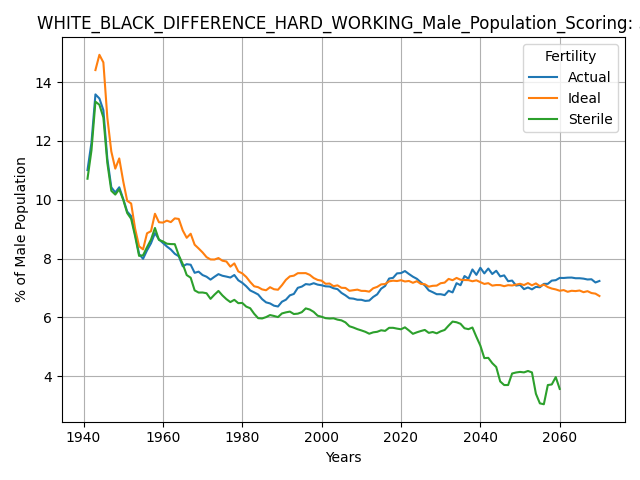 WHITE_BLACK_DIFFERENCE_HARD_WORKING_Male_Population_Scoring:
Fertility
Actual
Ideal
Sterile
% of Male Population
14
12
10
8
6
4
1940 1960 1980 2000 2020 2040 2060
Years